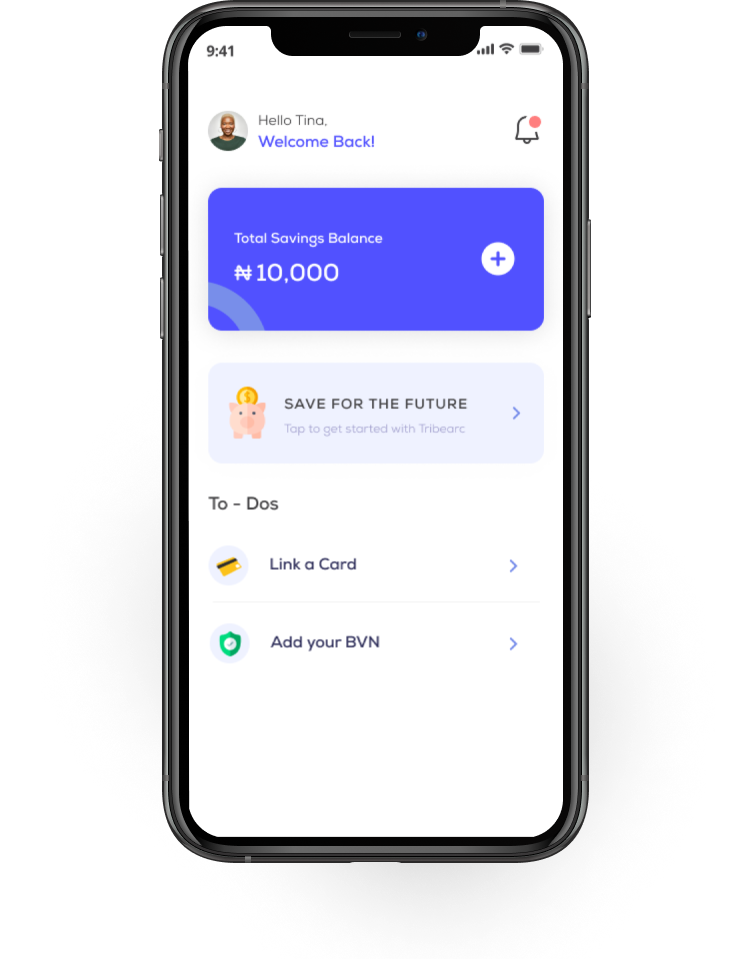 9:41
Hello Tina,
Welcome Back!
Total Savings Balance
₦10,000
SAVE FOR THE FUTURE
Tap to get started with Tribearc
To - Dos
Link a Card
Add your BVN